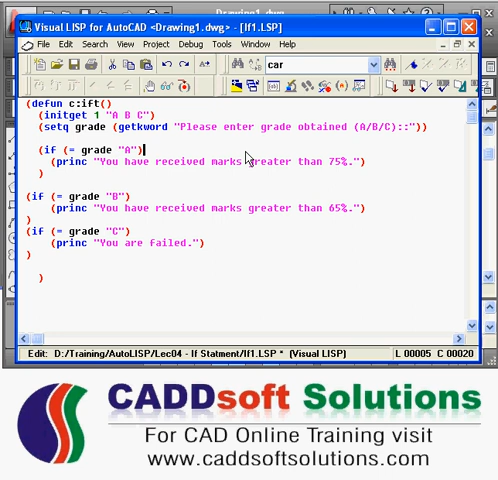 Drawing1.dwg
Visual LISP for AutoCAD <Drawing1.dwg> - [If1.LSP]
File Edit Search View Project Debug Tools Window Help
car
(defun c:ift()
(initget 1 "A B C")
(setq grade (getkword "Please enter grade obtained (A/B/C)::"))
(if (= grade "A")
(princ "You have received marks greater than 75%.")
)
(if (= grade "B")
(princ "You have received marks greater than 65%.")
)
(if (= grade "C")
(princ "You are failed.")
)
)
Edit: D:/Training/AutoLISP/Lec04 - If Statment/If1.LSP * (Visual LISP)
L 00005 C 00020
CADDsoft Solutions
For CAD Online Training visit
www.caddsoftsolutions.com